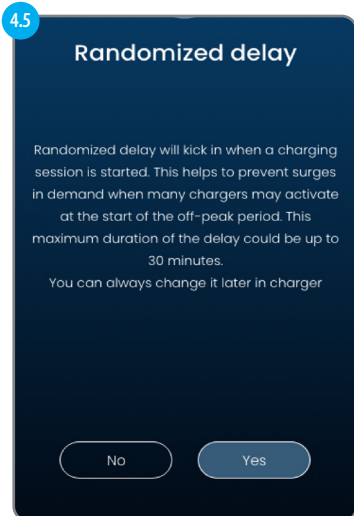 4.5
Randomized delay
Randomized delay will kick in when a charging
session is started. This helps to prevent surges
in demand when many chargers may activate
at the start of the off-peak period. This
maximum duration of the delay could be up to
30 minutes.
You can always change it later in charger
No
Yes